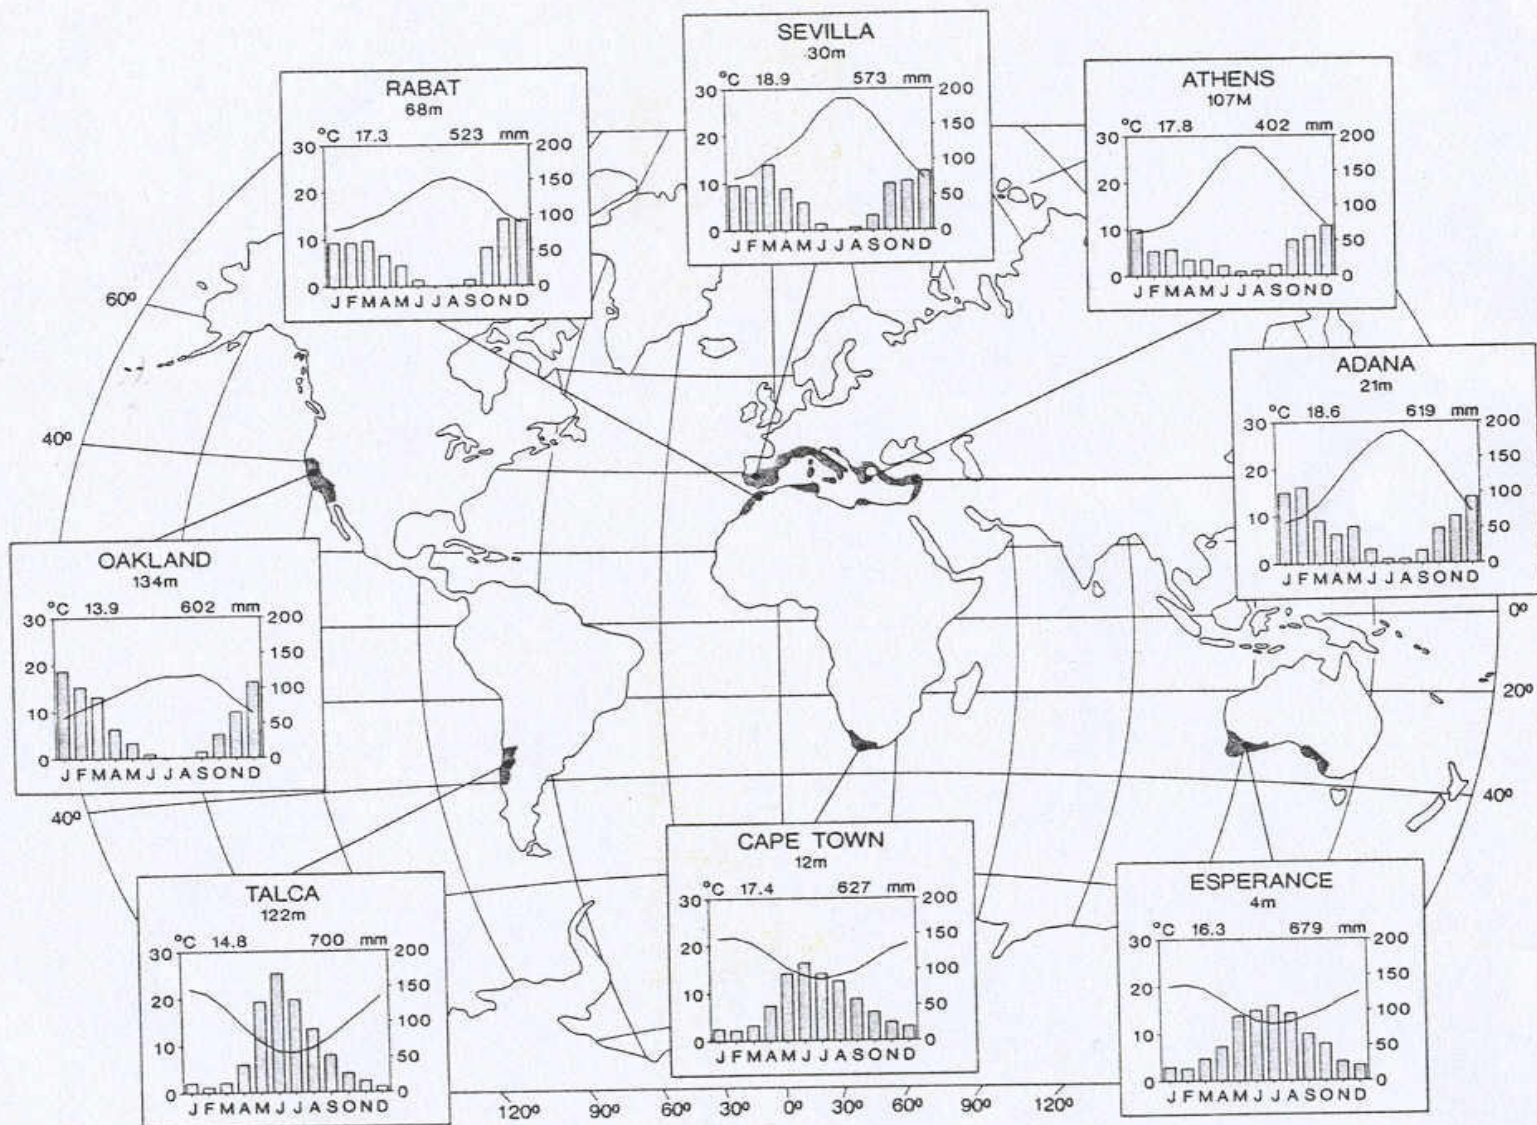 SEVILLA
30m
°C 18.9 573 mm
30 200
20 150
100
10 50
0 0
J F M A M J J A S O N D
RABAT
68m
°C 17.3 523 mm
30 200
20 150
100
10 50
0 0
J F M A M J J A S O N D
ATHENS
107M
°C 17.8 402 mm
30 200
20 150
100
10 50
0 0
J F M A M J J A S O N D
60°
ADANA
21m
°C 18.6 619 mm
30 200
20 150
100
10 50
0 0
J F M A M J J A S O N D
40°
OAKLAND
134m
°C 13.9 602 mm
30 200
20 150
100
10 50
0 0
J F M A M J J A S O N D
0°
20°
40°
40°
TALCA
122m
°C 14.8 700 mm
30 200
20 150
100
10 50
0 0
J F M A M J J A S O N D
CAPE TOWN
12m
°C 17.4 627 mm
30 200
20 150
100
10 50
0 0
J F M A M J J A S O N D
ESPERANCE
4m
°C 16.3 679 mm
30 200
20 150
100
10 50
0 0
J F M A M J J A S O N D
120° 90° 60° 30° 0° 30° 60° 90° 120°